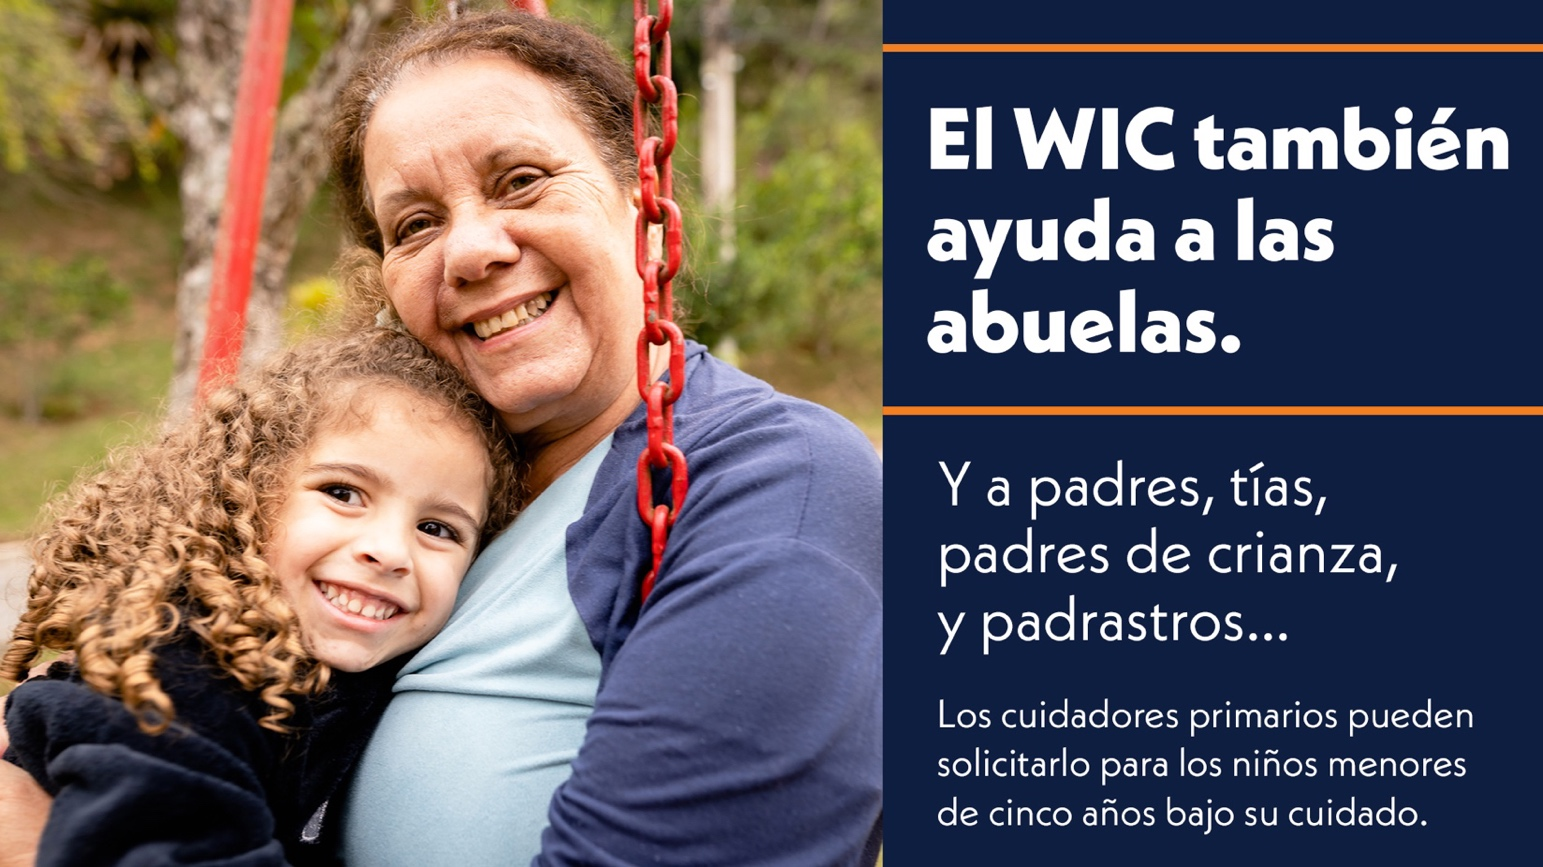 El WIC también
ayuda a las
abuelas.
Y a padres, tías,
padres de crianza,
y padrastros...
Los cuidadores primarios pueden
solicitarlo para los niños menores
de cinco años bajo su cuidado.